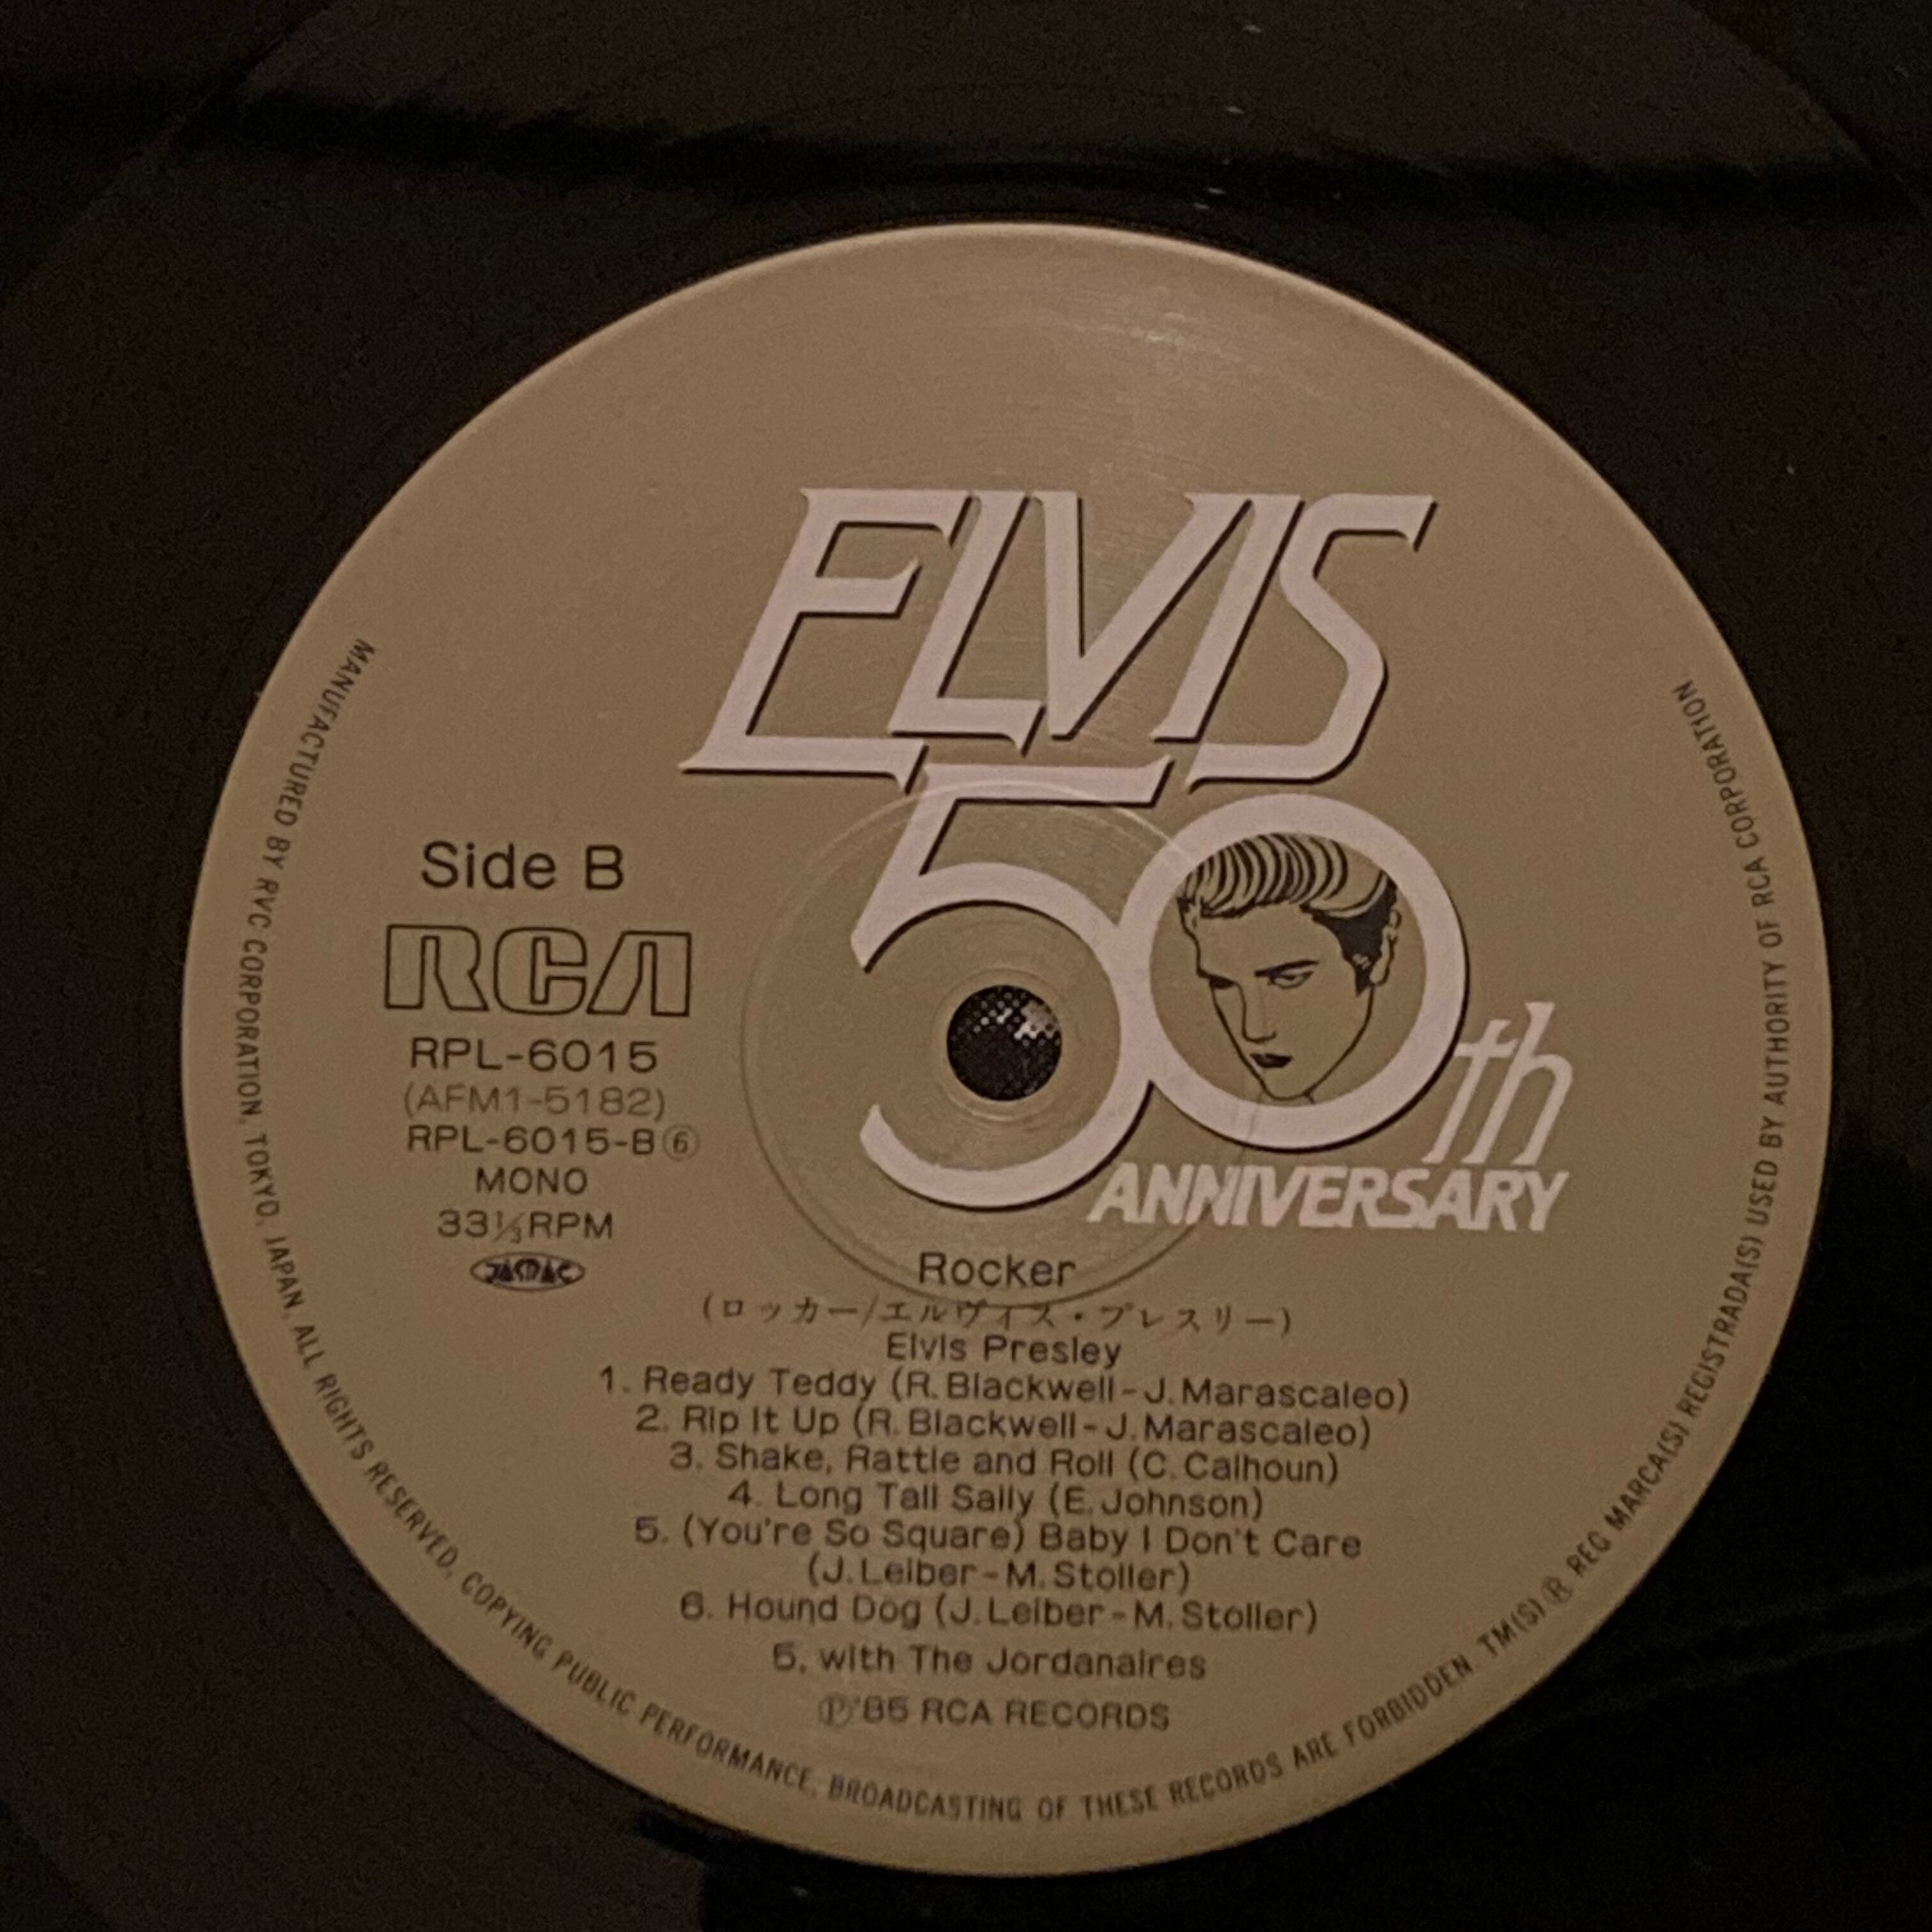 ELVIS
50th
ANNIVERSARY
Side B
RCA
RPL-6015
(AFM1-5182)
RPL-6015-B⑥
MONO
33⅓RPM
JASRAC
Rocker
(ロッカー/エルヴィス・プレスリー)
Elvis Presley
1. Ready Teddy (R. Blackwell-J. Marascaleo)
2. Rip It Up (R. Blackwell-J. Marascaleo)
3. Shake, Rattle and Roll (C. Calhoun)
4. Long Tall Sally (E. Johnson)
5. (You're So Square) Baby I Don't Care
(J. Leiber-M. Stoller)
6. Hound Dog (J. Leiber-M. Stoller)
5. with The Jordanaires
Ⓟ'85 RCA RECORDS
MANUFACTURED BY RVC CORPORATION, TOKYO, JAPAN, ALL RIGHTS RESERVED, COPYING PUBLIC PERFORMANCE, BROADCASTING OF THESE RECORDS ARE FORBIDDEN TM(S) ® REG MARCA(S) REGISTRADA(S) USED BY AUTHORITY OF RCA CORPORATION